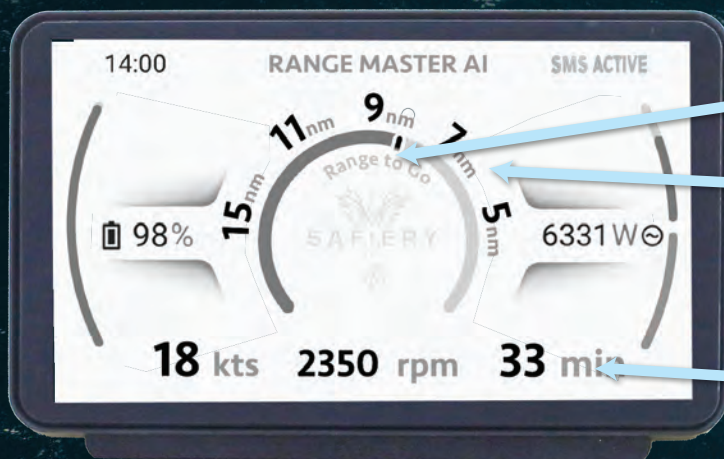 14:00 RANGE MASTER AI SMS ACTIVE
15nm 11nm 9nm 7nm 5nm
Range to Go
SAFIERY
98% 6331W
18 kts 2350 rpm 33 min